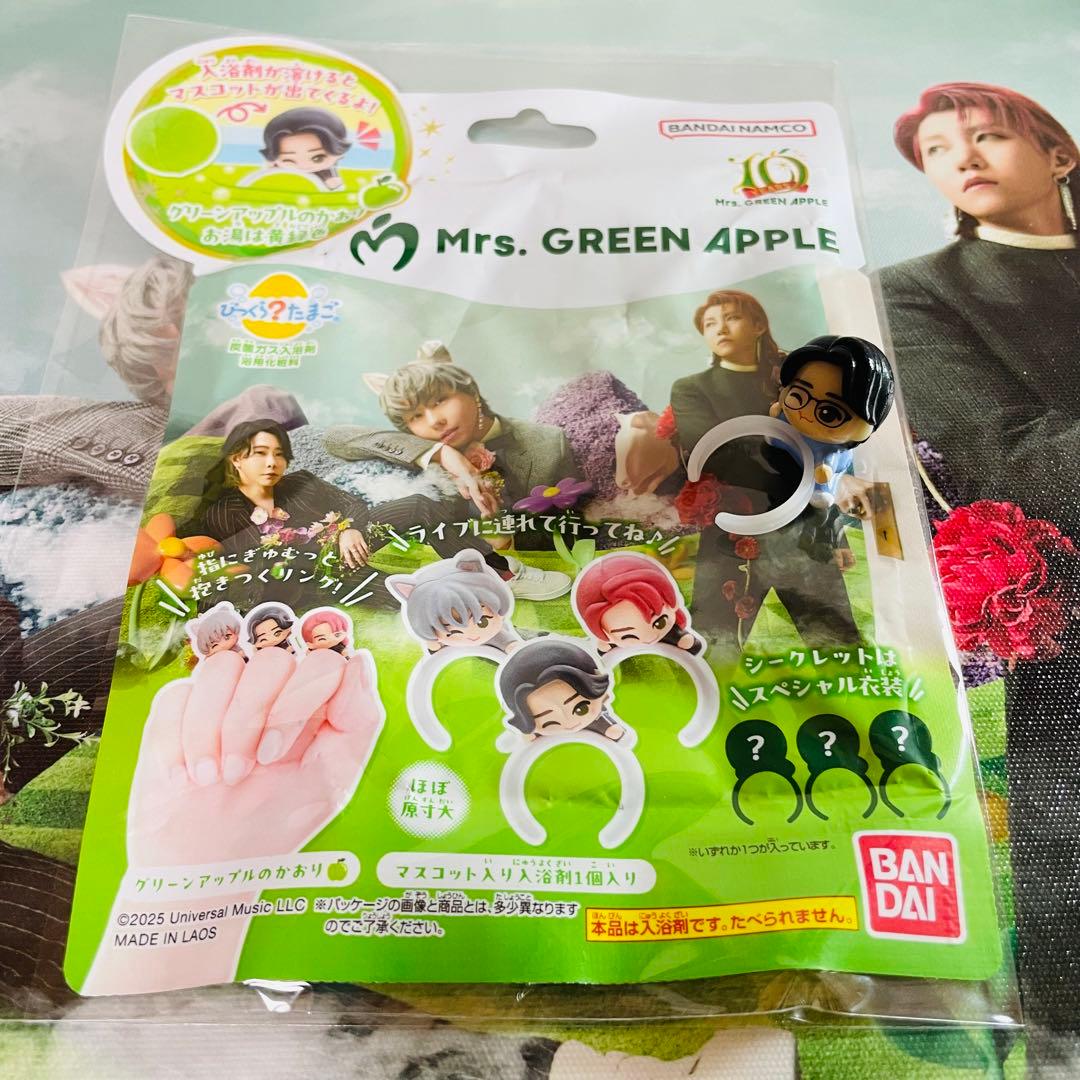 入浴剤が溶けると
マスコットが出てくるよ!
グリーンアップルのかおり
お湯は黄緑色
BANDAI NAMCO
10
Mrs. GREEN APPLE
Mrs. GREEN APPLE
びっくら?たまご®
炭酸ガス入浴剤
浴用化粧料
ライブに連れて行ってね♪
指にぎゅむっと
抱きつくリング!
シークレットは
スペシャル衣装
? ? ?
ほぼ
原寸大
※いずれか1つが入っています。
グリーンアップルのかおり
マスコット入り入浴剤1個入り
BAN
DAI
©2025 Universal Music LLC
MADE IN LAOS
※パッケージの画像と商品とは、多少異なります
のでご了承ください。
本品は入浴剤です。たべられません。